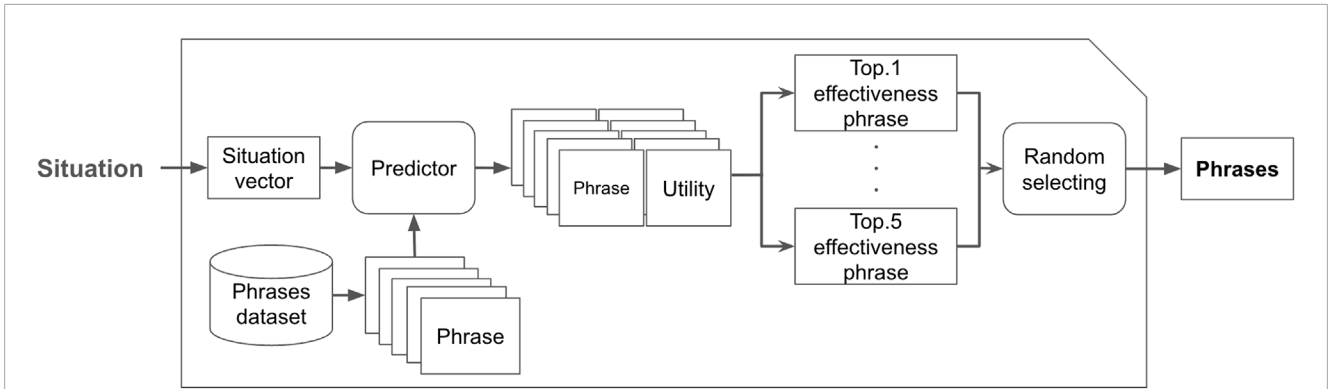 Situation
Situation
vector
Predictor
Phrases
dataset
Phrase
Phrase
Utility
Top.1
effectiveness
phrase
Top.5
effectiveness
phrase
Random
selecting
Phrases